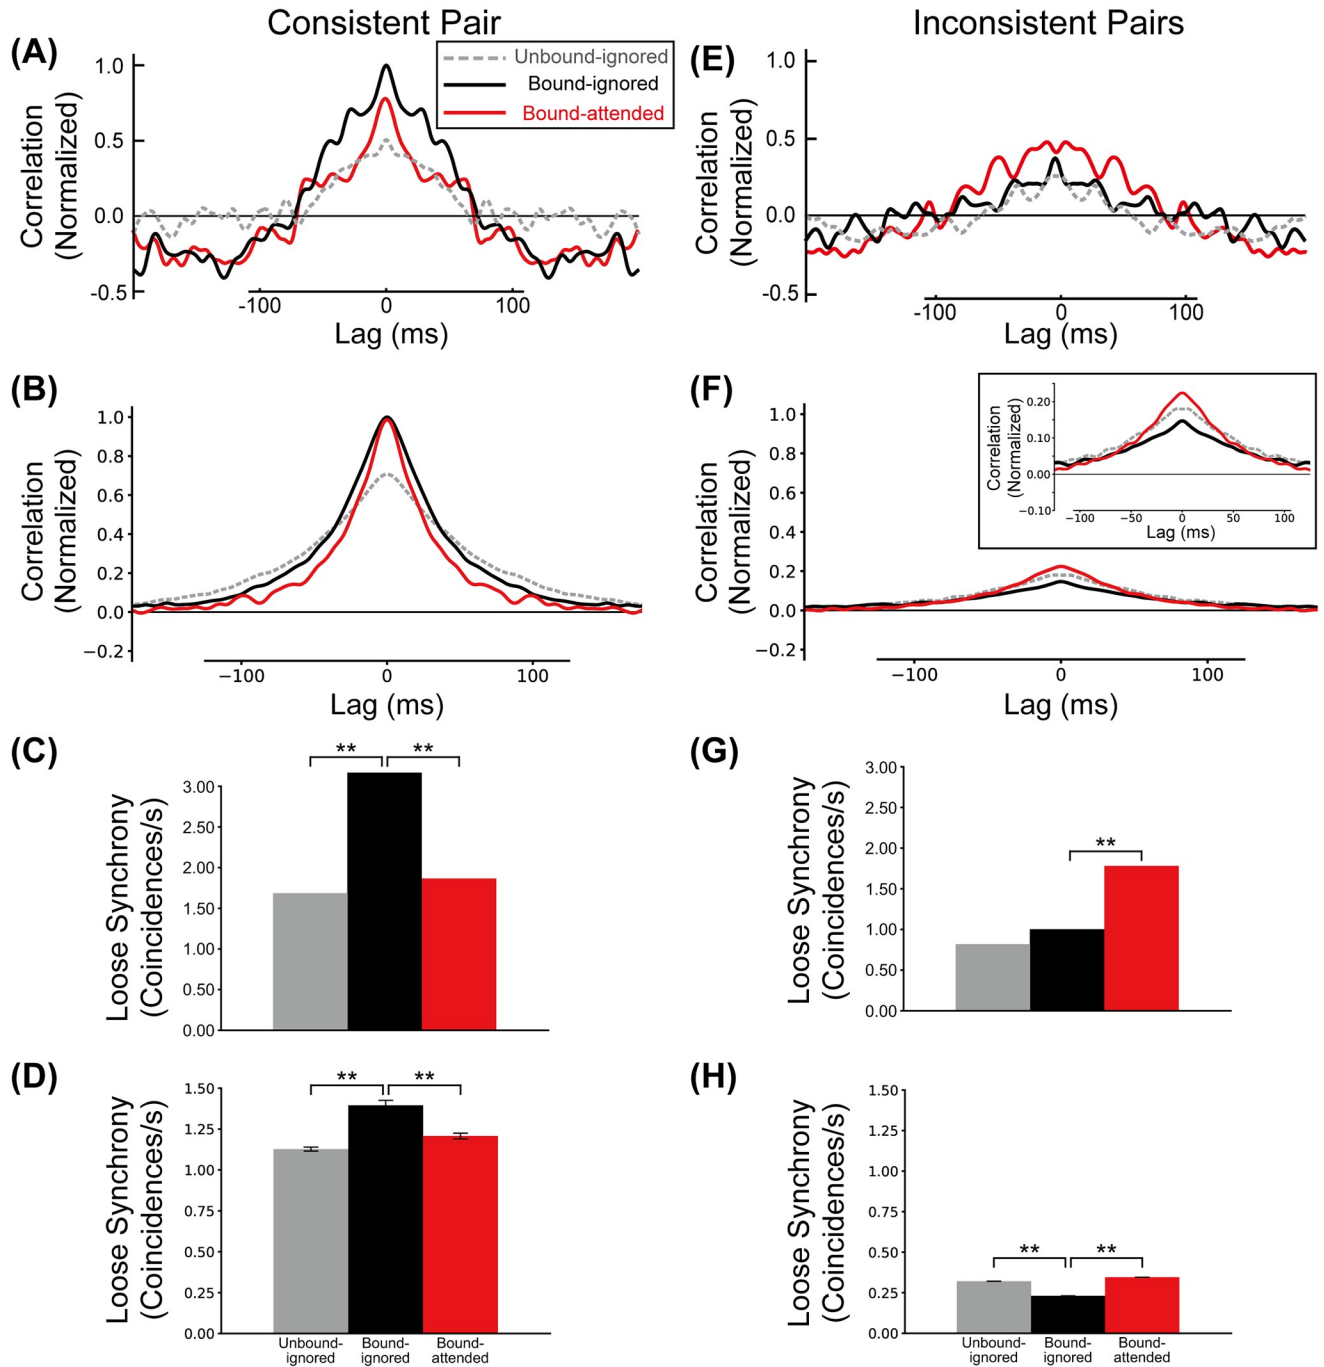 Consistent Pair
Inconsistent Pairs
(A)
Unbound-ignored
Bound-ignored
Bound-attended
Correlation
(Normalized)
1.0
0.5
0.0
-0.5
-100
0
100
Lag (ms)
(E)
Correlation
(Normalized)
1.0
0.5
0.0
-0.5
-100
0
100
Lag (ms)
(B)
Correlation
(Normalized)
1.0
0.8
0.6
0.4
0.2
0.0
−0.2
−100
0
100
Lag (ms)
(F)
Correlation
(Normalized)
1.0
0.8
0.6
0.4
0.2
0.0
−0.2
−100
0
100
Lag (ms)
Correlation
(Normalized)
0.20
0.10
0.00
−0.10
−100
−50
0
50
100
Lag (ms)
(C)
Loose Synchrony
(Coincidences/s)
3.00
2.50
2.00
1.50
1.00
0.50
0.00
**
**
(G)
Loose Synchrony
(Coincidences/s)
3.00
2.50
2.00
1.50
1.00
0.50
0.00
**
(D)
Loose Synchrony
(Coincidences/s)
1.50
1.25
1.00
0.75
0.50
0.25
0.00
**
**
Unbound-
ignored
Bound-
ignored
Bound-
attended
(H)
Loose Synchrony
(Coincidences/s)
1.50
1.25
1.00
0.75
0.50
0.25
0.00
**
**
Unbound-
ignored
Bound-
ignored
Bound-
attended